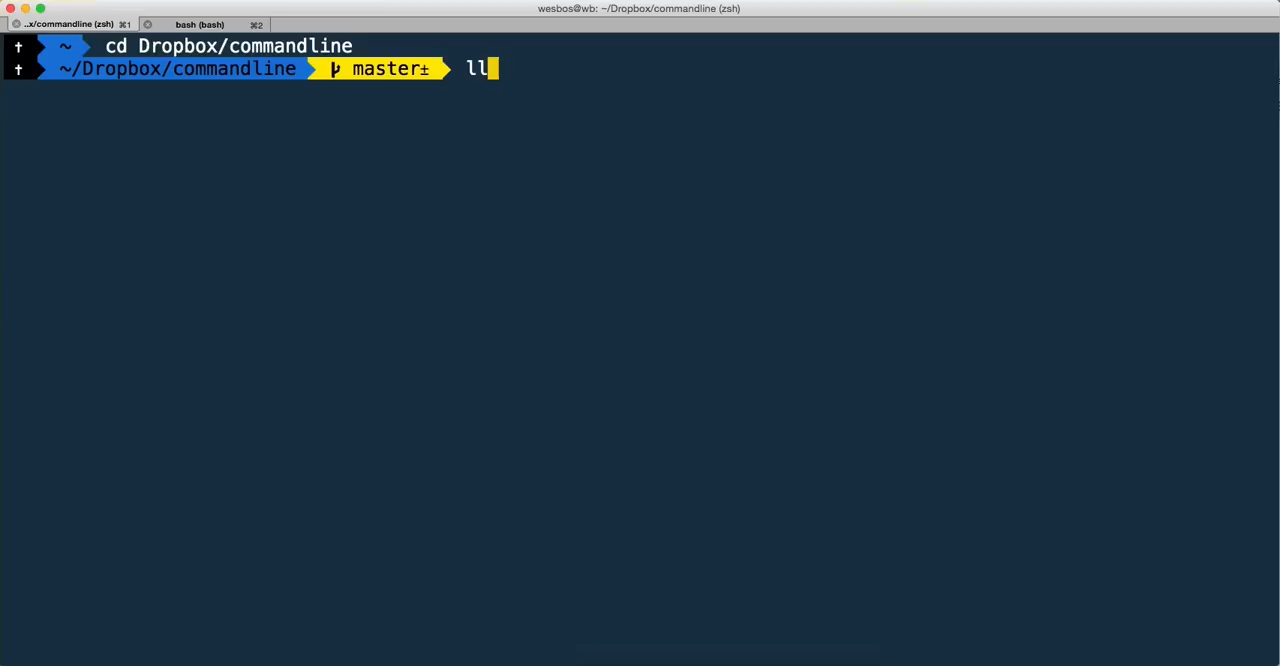 wesbos@wb: ~/Dropbox/commandline (zsh)
..x/commandline (zsh) ⌘1 bash (bash) ⌘2
✝ ~ cd Dropbox/commandline
✝ ~/Dropbox/commandline master± ll